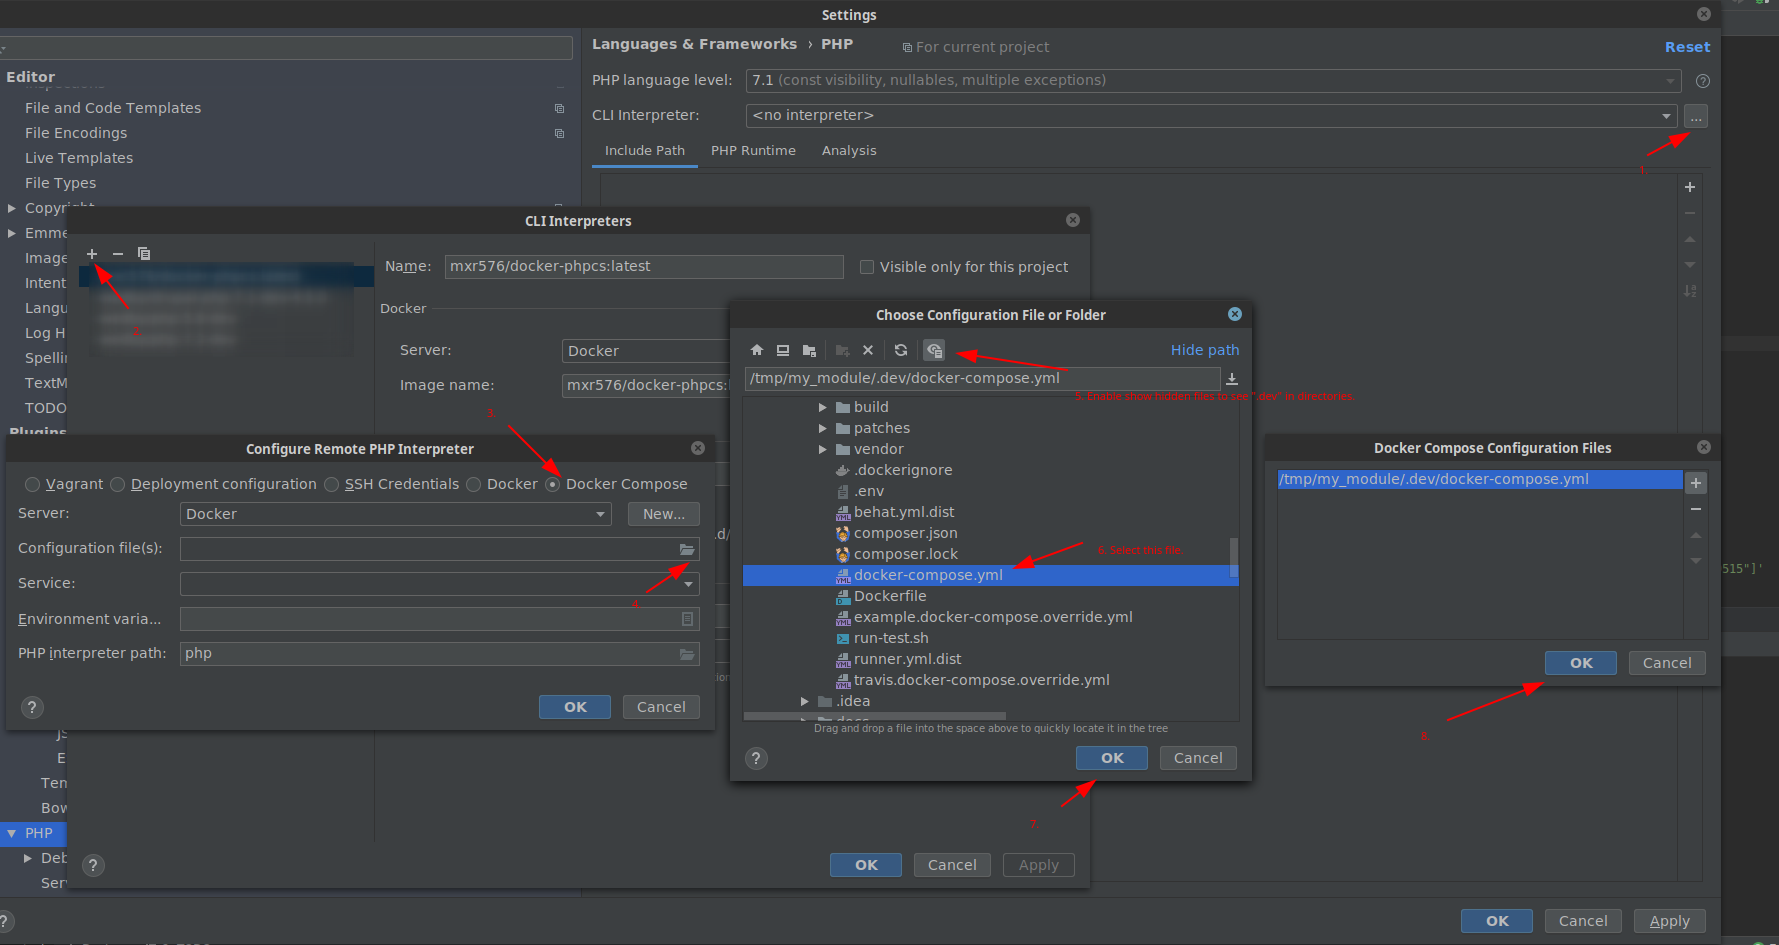 Settings
Editor
File and Code Templates
File Encodings
Live Templates
File Types
Copyright
Emme
Image
Intent
Langu
Log H
Spelli
TextM
TODO
Plugins
E
Ten
Bow
PHP
Deb
Serv
Languages & Frameworks › PHP
For current project
Reset
PHP language level:
7.1 (const visibility, nullables, multiple exceptions)
CLI Interpreter:
<no interpreter>
...
1
Include Path
PHP Runtime
Analysis
CLI Interpreters
2.
Name:
mxr576/docker-phpcs:latest
Visible only for this project
Docker
Server:
Docker
Image name:
mxr576/docker-phpcs:l
3.
Configure Remote PHP Interpreter
Vagrant
Deployment configuration
SSH Credentials
Docker
Docker Compose
Server:
Docker
New...
Configuration file(s):
Service:
4.
Environment varia...
PHP interpreter path:
php
?
OK
Cancel
Choose Configuration File or Folder
Hide path
/tmp/my_module/.dev/docker-compose.yml
5. Enable show hidden files to see ".dev" in directories.
build
patches
vendor
.dockerignore
.env
behat.yml.dist
composer.json
composer.lock
6. Select this file.
docker-compose.yml
Dockerfile
example.docker-compose.override.yml
run-test.sh
runner.yml.dist
travis.docker-compose.override.yml
.idea
docs
Drag and drop a file into the space above to quickly locate it in the tree
?
OK
Cancel
7
Docker Compose Configuration Files
/tmp/my_module/.dev/docker-compose.yml
OK
Cancel
515"]'
.d/
?
OK
Cancel
Apply
?
OK
Cancel
Apply